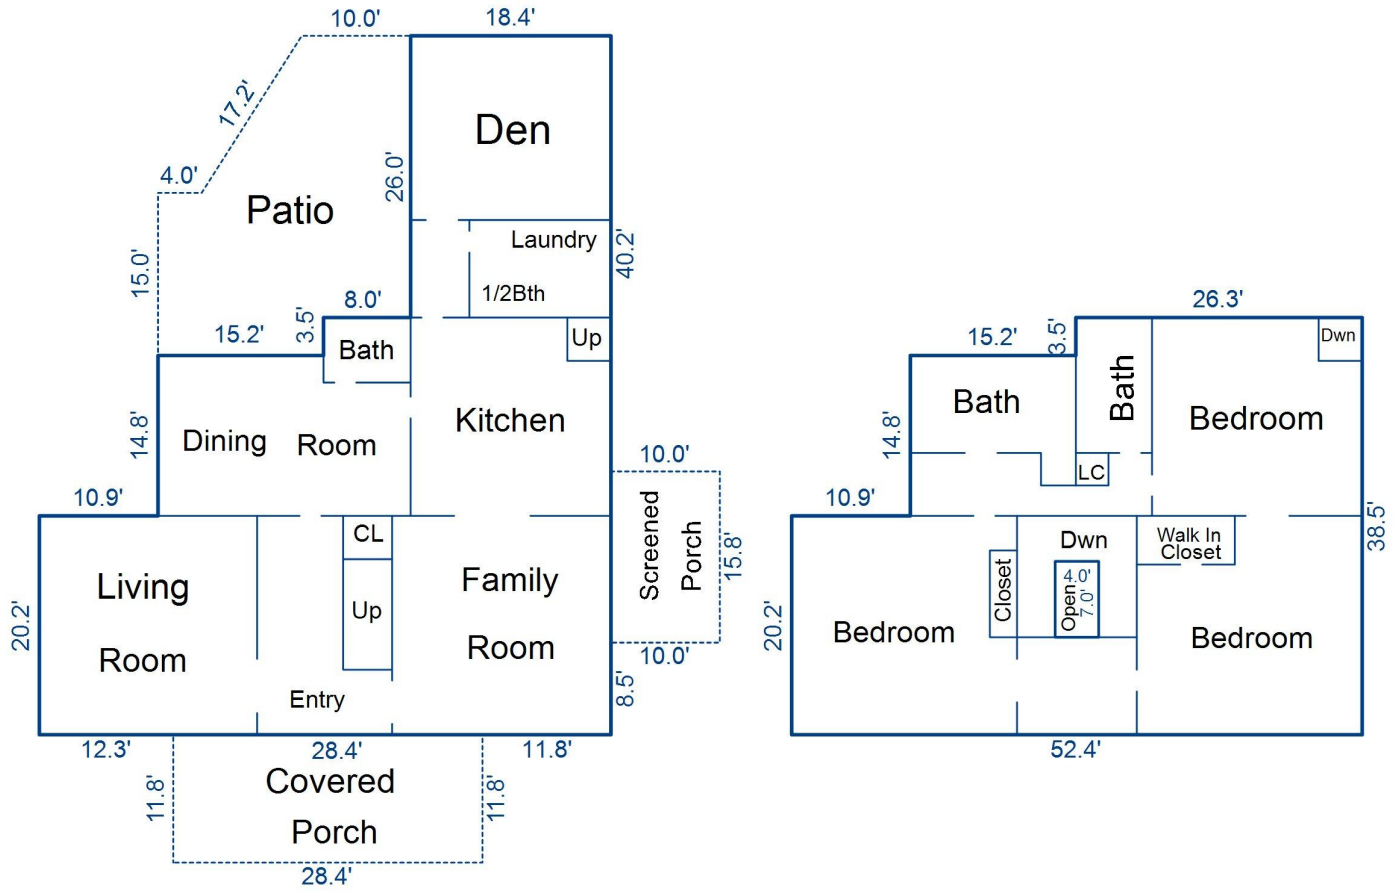 10.0'
18.4'
17.2'
Den
4.0'
26.0'
Patio
Laundry
40.2'
15.0'
1/2Bth
8.0'
3.5'
15.2'
Bath
Up
14.8'
Dining Room
Kitchen
10.0'
10.9'
CL
Screened
Porch
15.8'
Living
Room
Up
Family
Room
20.2'
10.0'
8.5'
Entry
12.3'
28.4'
11.8'
11.8'
Covered
Porch
11.8'
28.4'
26.3'
15.2'
3.5'
Dwn
Bath
Bath
Bedroom
14.8'
LC
10.9'
38.5'
Dwn
Walk In
Closet
Closet
Open
4.0'
7.0'
20.2'
Bedroom
Bedroom
52.4'